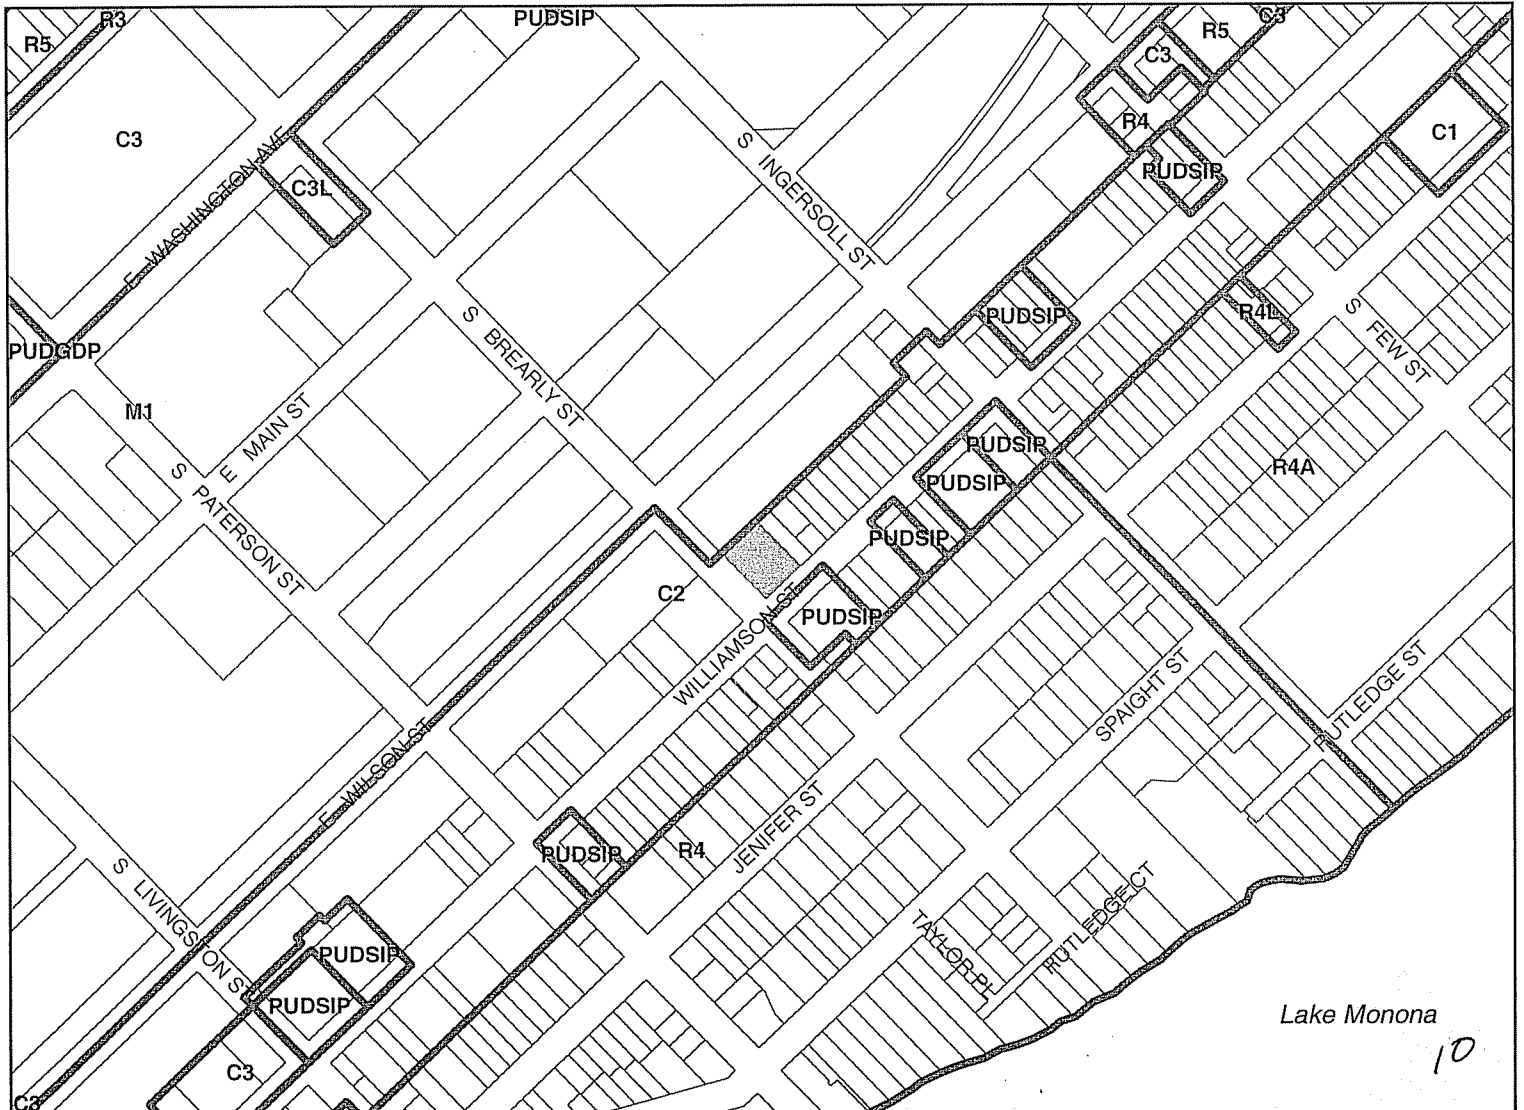 R3
PUDSIP
C3
R5
R5
C3
C3
C1
R4
S INGERSOLL ST
PUDSIP
C3L
E WASHINGTON AVE
PUDSIP
R4L
S FEW ST
S BREARLY ST
PUDGDP
M1
E MAIN ST
PUDSIP
R4A
S PATERSON ST
PUDSIP
PUDSIP
C2
PUDSIP
WILLIAMSON ST
SPAIGHT ST
RUTLEDGE ST
E WILSON ST
JENIFER ST
PUDSIP
R4
S LIVINGSTON ST
RUTLEDGE CT
TAYLOR PL
PUDSIP
PUDSIP
Lake Monona
10
C3
C3